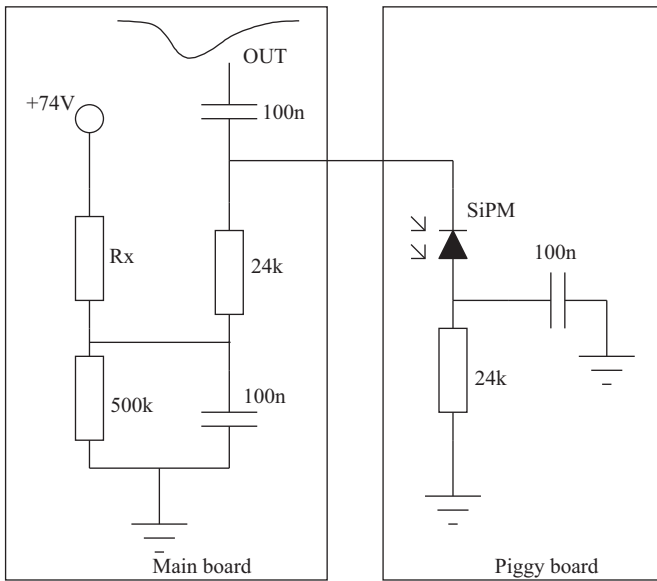 OUT
+74V
100n
SiPM
Rx
24k
100n
500k
100n
24k
Main board
Piggy board